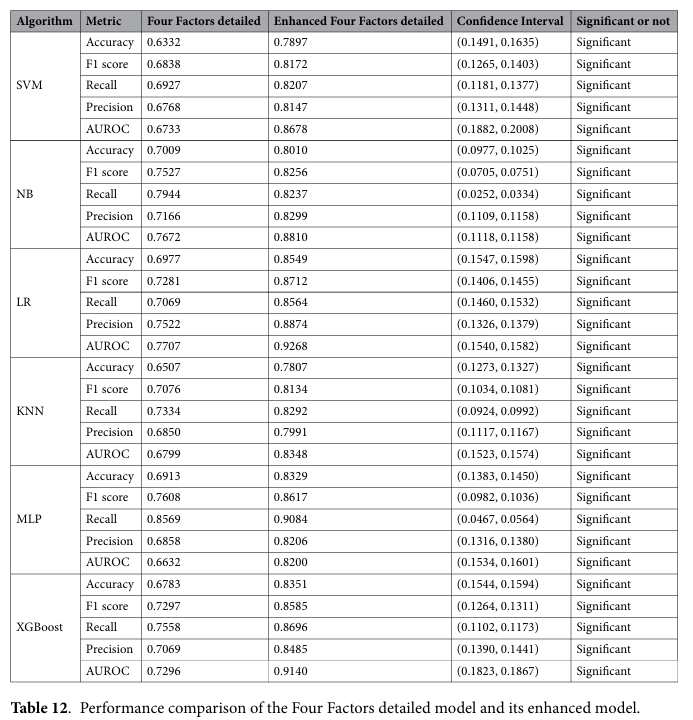 Algorithm Metric Four Factors detailed Enhanced Four Factors detailed Confidence Interval Significant or not
SVM
Accuracy 0.6332 0.7897 (0.1491, 0.1635) Significant
F1 score 0.6838 0.8172 (0.1265, 0.1403) Significant
Recall 0.6927 0.8207 (0.1181, 0.1377) Significant
Precision 0.6768 0.8147 (0.1311, 0.1448) Significant
AUROC 0.6733 0.8678 (0.1882, 0.2008) Significant
NB
Accuracy 0.7009 0.8010 (0.0977, 0.1025) Significant
F1 score 0.7527 0.8256 (0.0705, 0.0751) Significant
Recall 0.7944 0.8237 (0.0252, 0.0334) Significant
Precision 0.7166 0.8299 (0.1109, 0.1158) Significant
AUROC 0.7672 0.8810 (0.1118, 0.1158) Significant
LR
Accuracy 0.6977 0.8549 (0.1547, 0.1598) Significant
F1 score 0.7281 0.8712 (0.1406, 0.1455) Significant
Recall 0.7069 0.8564 (0.1460, 0.1532) Significant
Precision 0.7522 0.8874 (0.1326, 0.1379) Significant
AUROC 0.7707 0.9268 (0.1540, 0.1582) Significant
KNN
Accuracy 0.6507 0.7807 (0.1273, 0.1327) Significant
F1 score 0.7076 0.8134 (0.1034, 0.1081) Significant
Recall 0.7334 0.8292 (0.0924, 0.0992) Significant
Precision 0.6850 0.7991 (0.1117, 0.1167) Significant
AUROC 0.6799 0.8348 (0.1523, 0.1574) Significant
MLP
Accuracy 0.6913 0.8329 (0.1383, 0.1450) Significant
F1 score 0.7608 0.8617 (0.0982, 0.1036) Significant
Recall 0.8569 0.9084 (0.0467, 0.0564) Significant
Precision 0.6858 0.8206 (0.1316, 0.1380) Significant
AUROC 0.6632 0.8200 (0.1534, 0.1601) Significant
XGBoost
Accuracy 0.6783 0.8351 (0.1544, 0.1594) Significant
F1 score 0.7297 0.8585 (0.1264, 0.1311) Significant
Recall 0.7558 0.8696 (0.1102, 0.1173) Significant
Precision 0.7069 0.8485 (0.1390, 0.1441) Significant
AUROC 0.7296 0.9140 (0.1823, 0.1867) Significant
Table 12. Performance comparison of the Four Factors detailed model and its enhanced model.